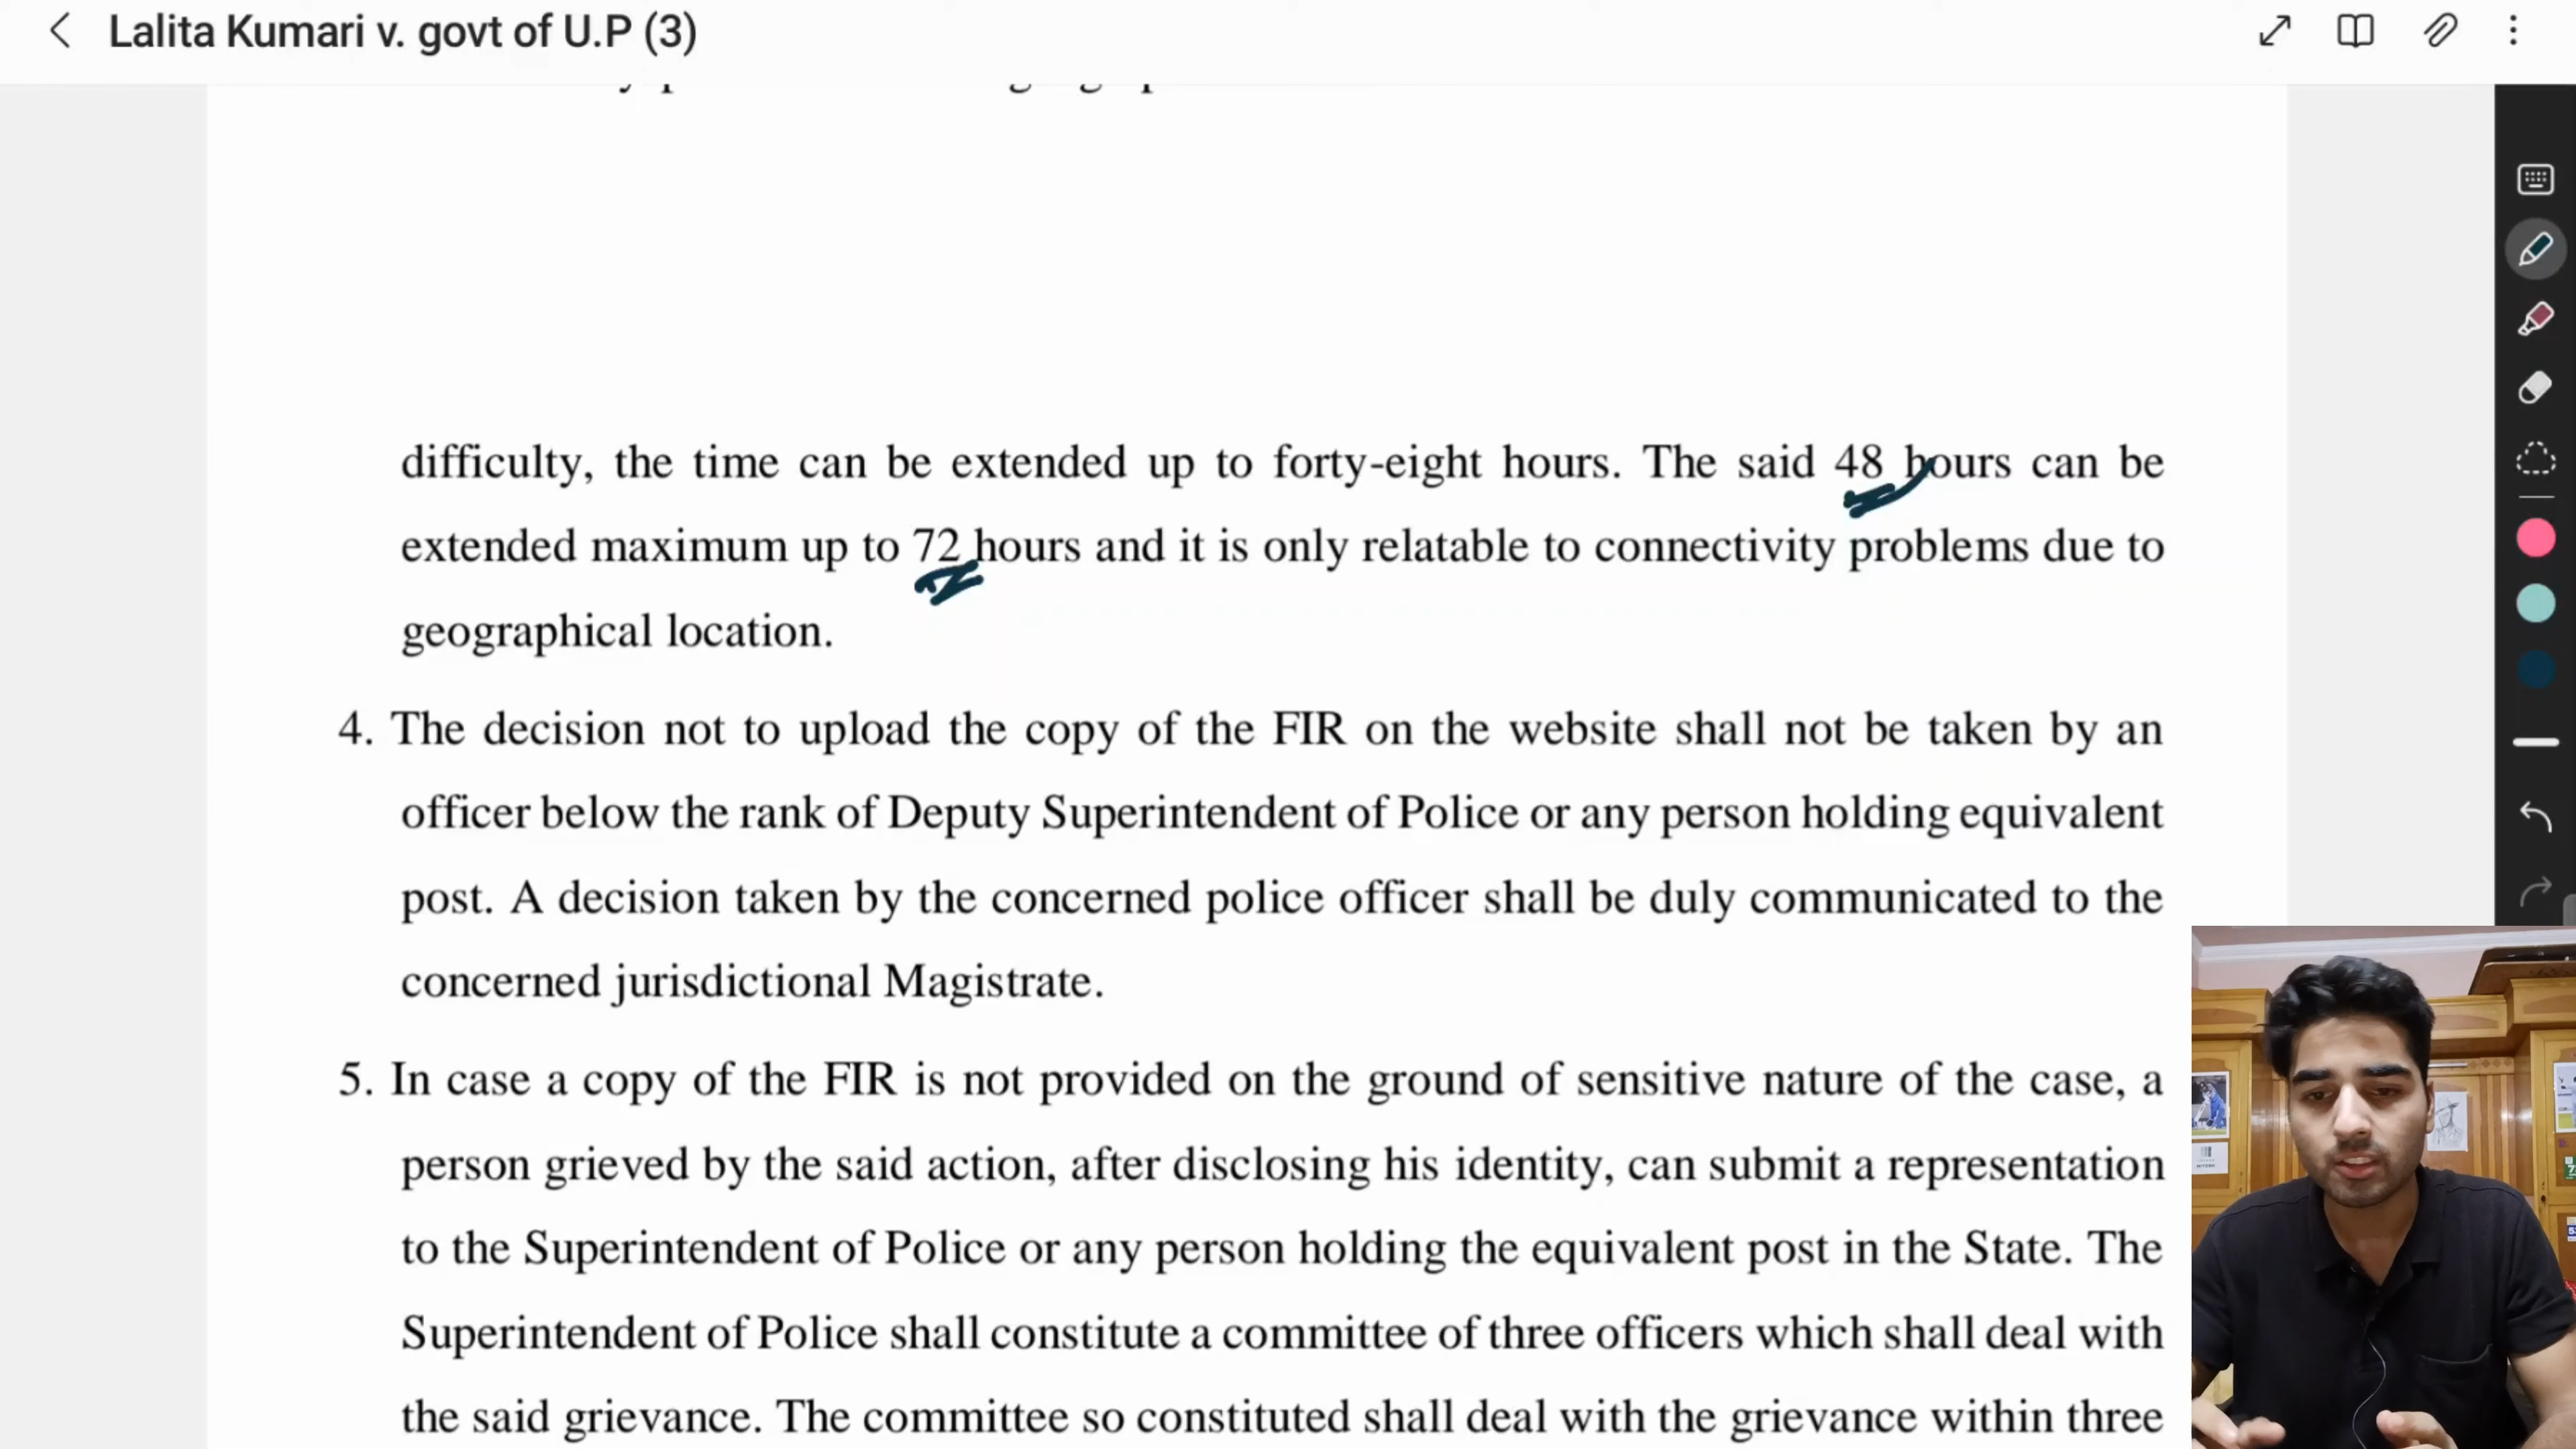 Lalita Kumari v. govt of U.P (3)
difficulty, the time can be extended up to forty-eight hours. The said 48 hours can be
extended maximum up to 72 hours and it is only relatable to connectivity problems due to
geographical location.
4. The decision not to upload the copy of the FIR on the website shall not be taken by an
officer below the rank of Deputy Superintendent of Police or any person holding equivalent
post. A decision taken by the concerned police officer shall be duly communicated to the
concerned jurisdictional Magistrate.
5. In case a copy of the FIR is not provided on the ground of sensitive nature of the case, a
person grieved by the said action, after disclosing his identity, can submit a representation
to the Superintendent of Police or any person holding the equivalent post in the State. The
Superintendent of Police shall constitute a committee of three officers which shall deal with
the said grievance. The committee so constituted shall deal with the grievance within three